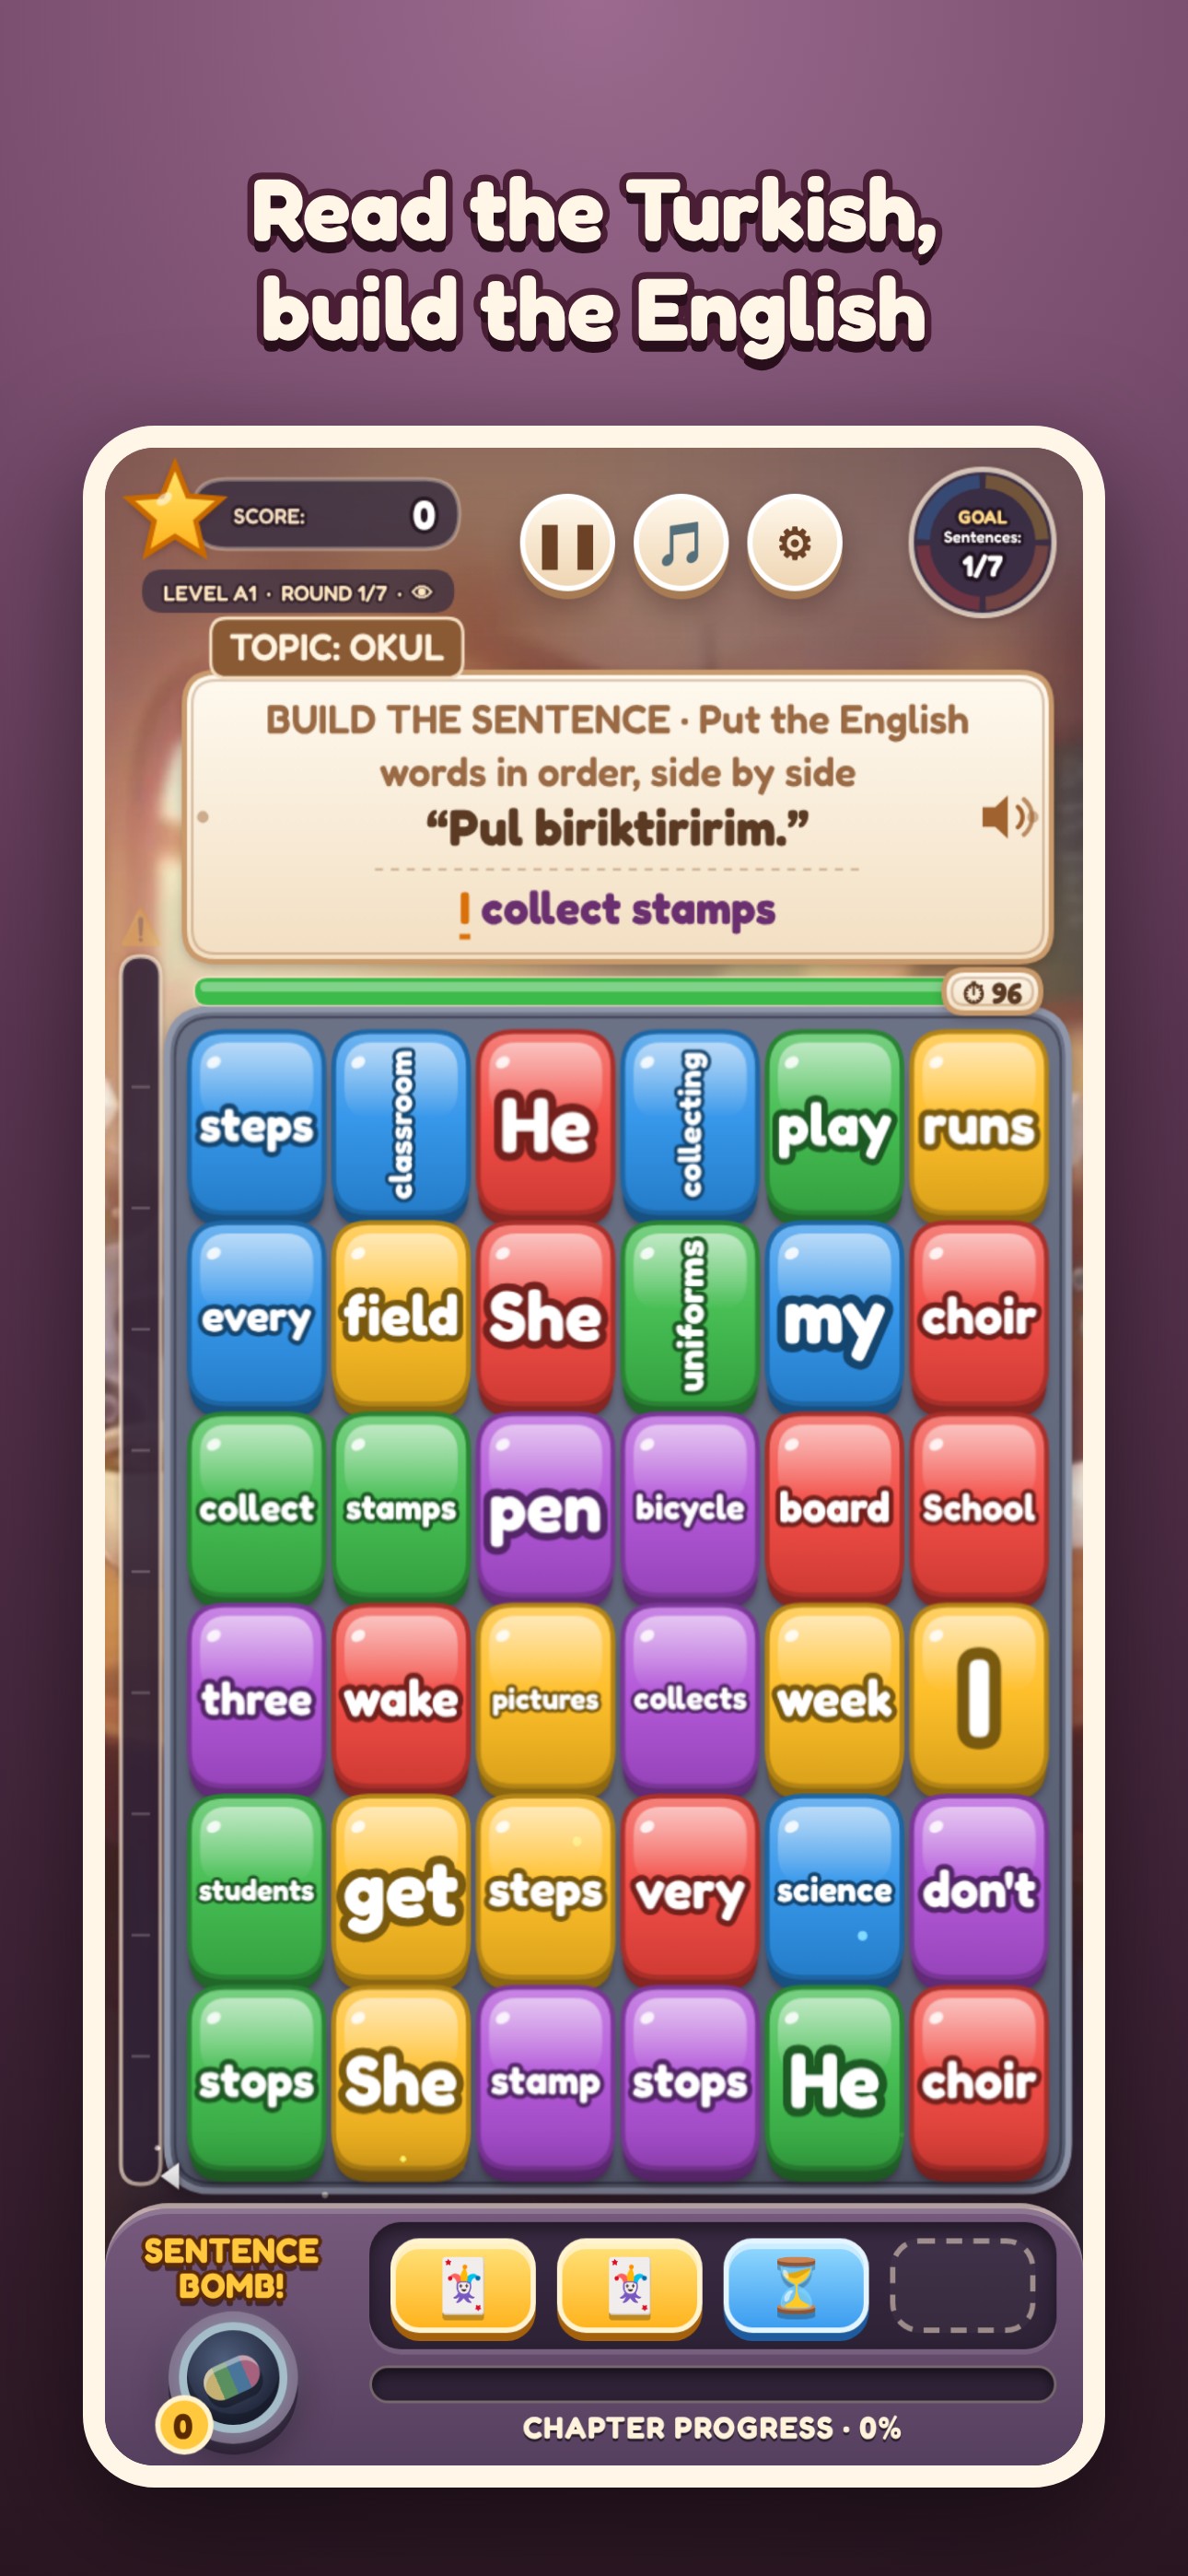 Read the Turkish,
build the English
SCORE: 0
GOAL
Sentences:
1/7
LEVEL A1 · ROUND 1/7 ·
TOPIC: OKUL
BUILD THE SENTENCE · Put the English
words in order, side by side
“Pul biriktiririm.”
I collect stamps
96
steps classroom He collecting play runs
every field She uniforms my choir
collect stamps pen bicycle board School
three wake pictures collects week I
students get steps very science don't
stops She stamp stops He choir
SENTENCE
BOMB!
0
CHAPTER PROGRESS · 0%